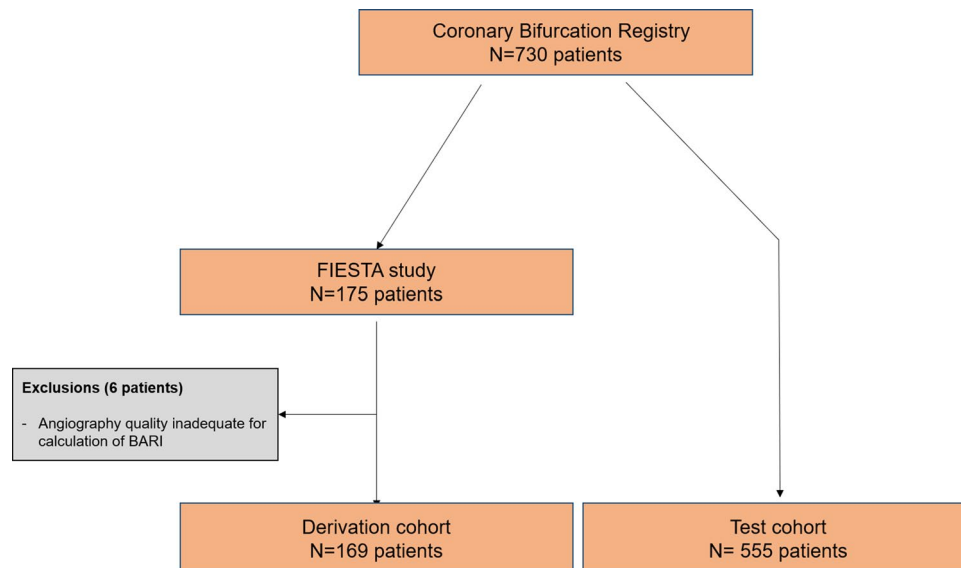 Coronary Bifurcation Registry
N=730 patients
FIESTA study
N=175 patients
Exclusions (6 patients)
- Angiography quality inadequate for
calculation of BARI
Derivation cohort
N=169 patients
Test cohort
N= 555 patients